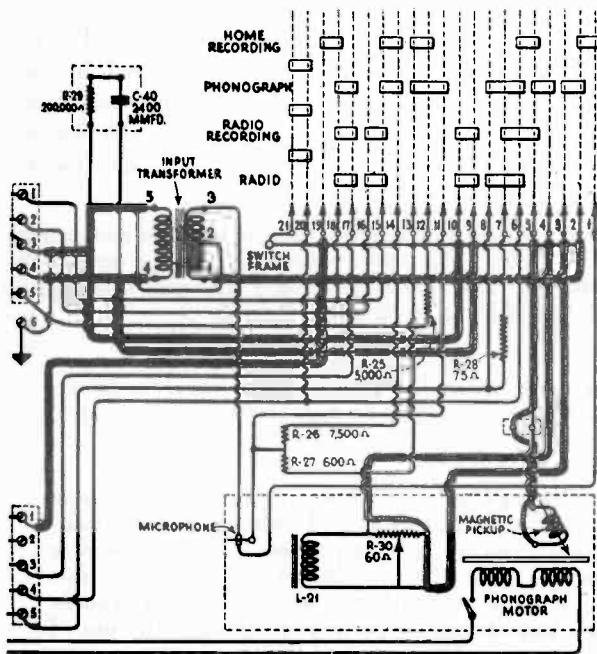 HOME
RECORDING
PHONOGRAPH
RADIO
RECORDING
RADIO
R-29
200,000Ω
C-40
2400
MMFD.
INPUT
TRANSFORMER
5
3
2
4
1
21 20 19 18 17 16 15 14 13 12 11 10 9 8 7 6 5 4 3 2 1
SWITCH
FRAME
1
2
3
4
5
6
R-25
5,000Ω
R-28
75Ω
R-26 7,500Ω
R-27 600Ω
MICROPHONE
R-30
60Ω
L-21
MAGNETIC
PICKUP
PHONOGRAPH
MOTOR
1
2
3
4
5